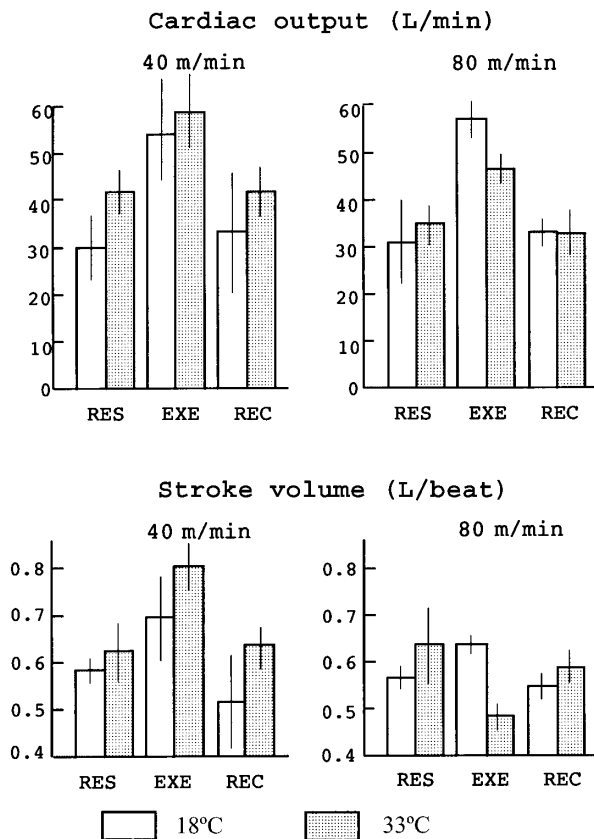 Cardiac output (L/min)
40 m/min
80 m/min
60
50
40
30
20
10
0
RES EXE REC
60
50
40
30
20
10
0
RES EXE REC
Stroke volume (L/beat)
40 m/min
80 m/min
0.8
0.7
0.6
0.5
0.4
RES EXE REC
0.8
0.7
0.6
0.5
0.4
RES EXE REC
18ºC 33ºC